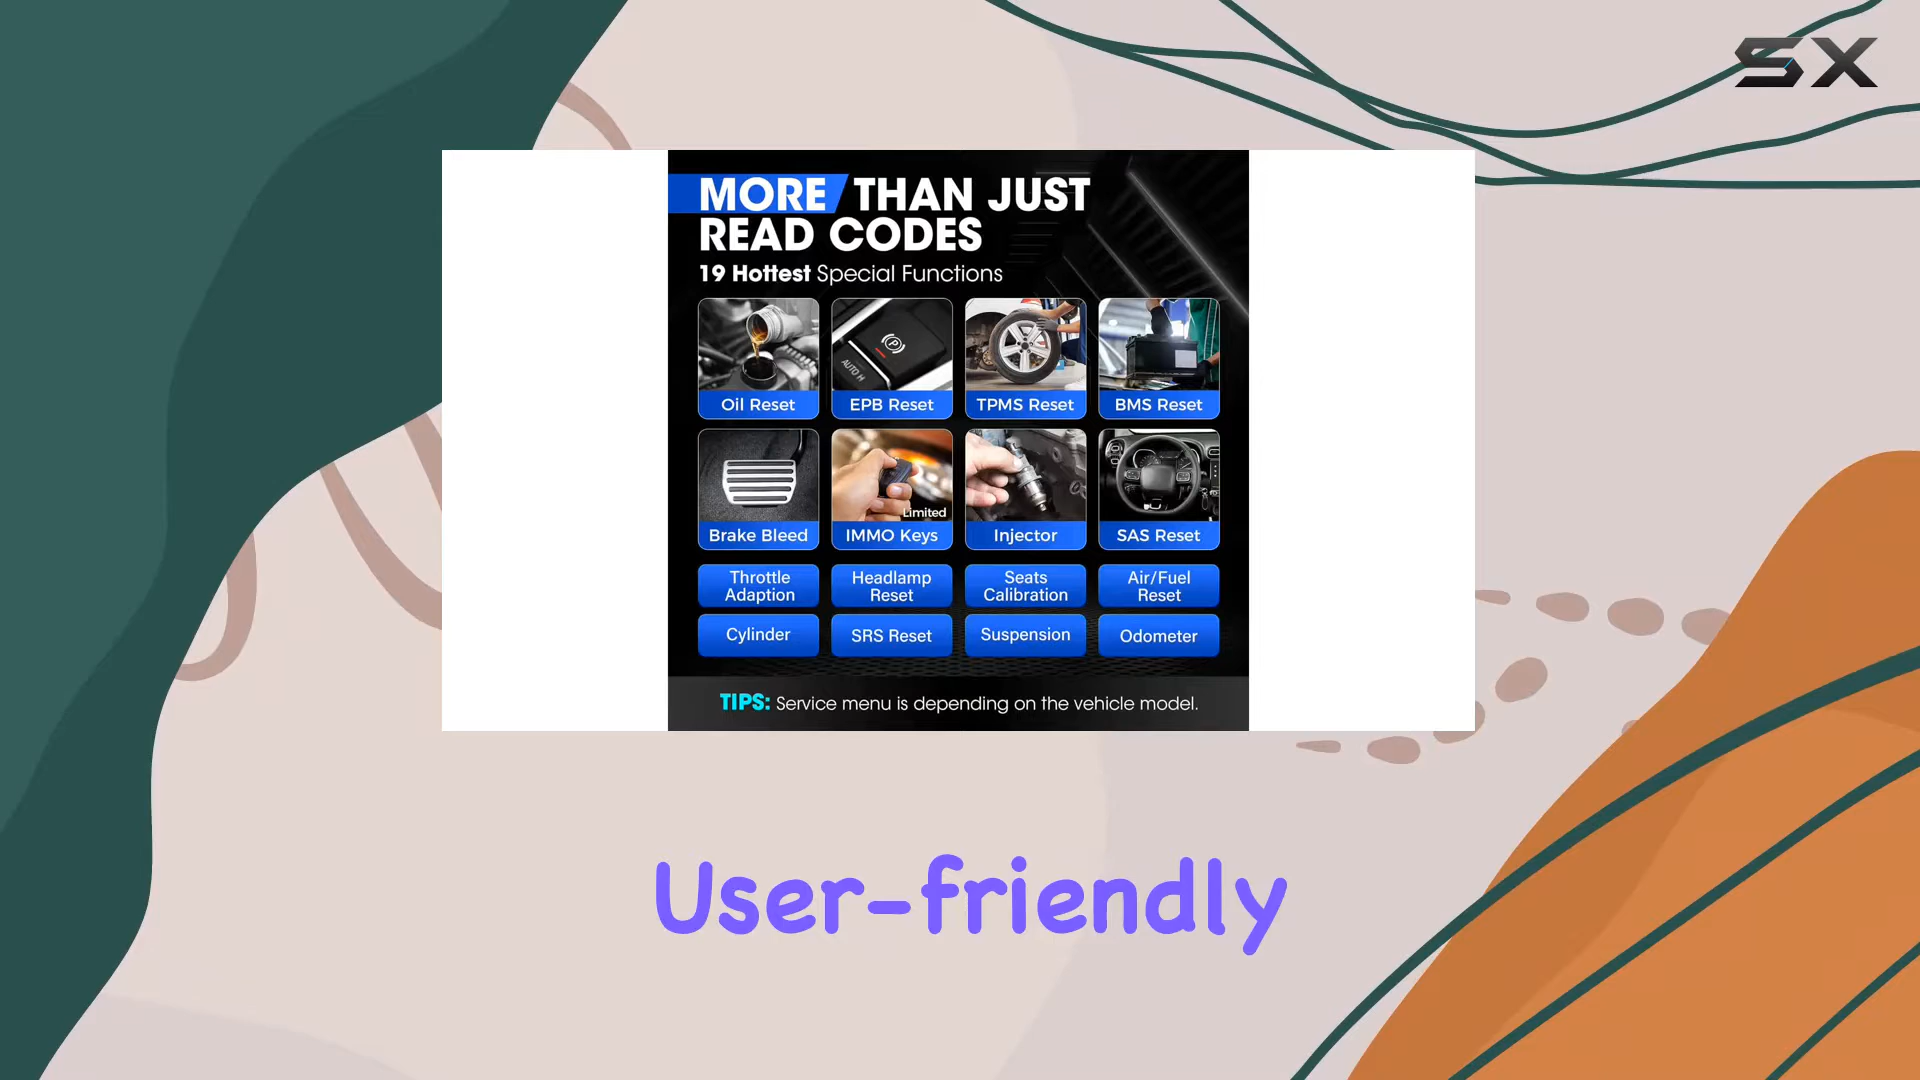 SX
MORE THAN JUST
READ CODES
19 Hottest Special Functions
Oil Reset
EPB Reset
TPMS Reset
BMS Reset
AUTO H
Brake Bleed
Limited
IMMO Keys
Injector
SAS Reset
Throttle
Adaption
Headlamp
Reset
Seats
Calibration
Air/Fuel
Reset
Cylinder
SRS Reset
Suspension
Odometer
TIPS: Service menu is depending on the vehicle model.
User-friendly